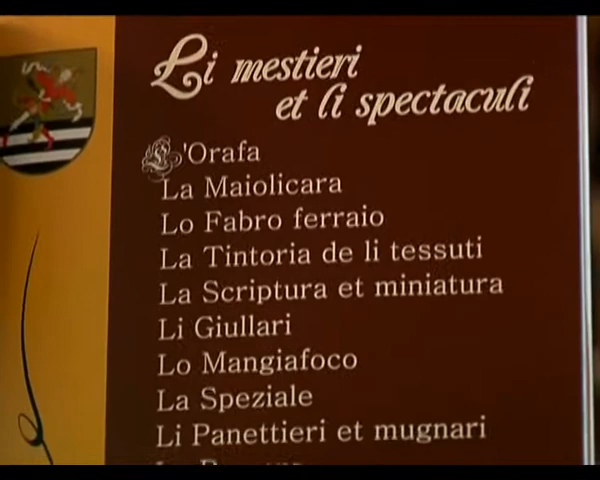 Li mestieri
et li spectaculi
L'Orafa
La Maiolicara
Lo Fabro ferraio
La Tintoria de li tessuti
La Scriptura et miniatura
Li Giullari
Lo Mangiafoco
La Speziale
Li Panettieri et mugnari